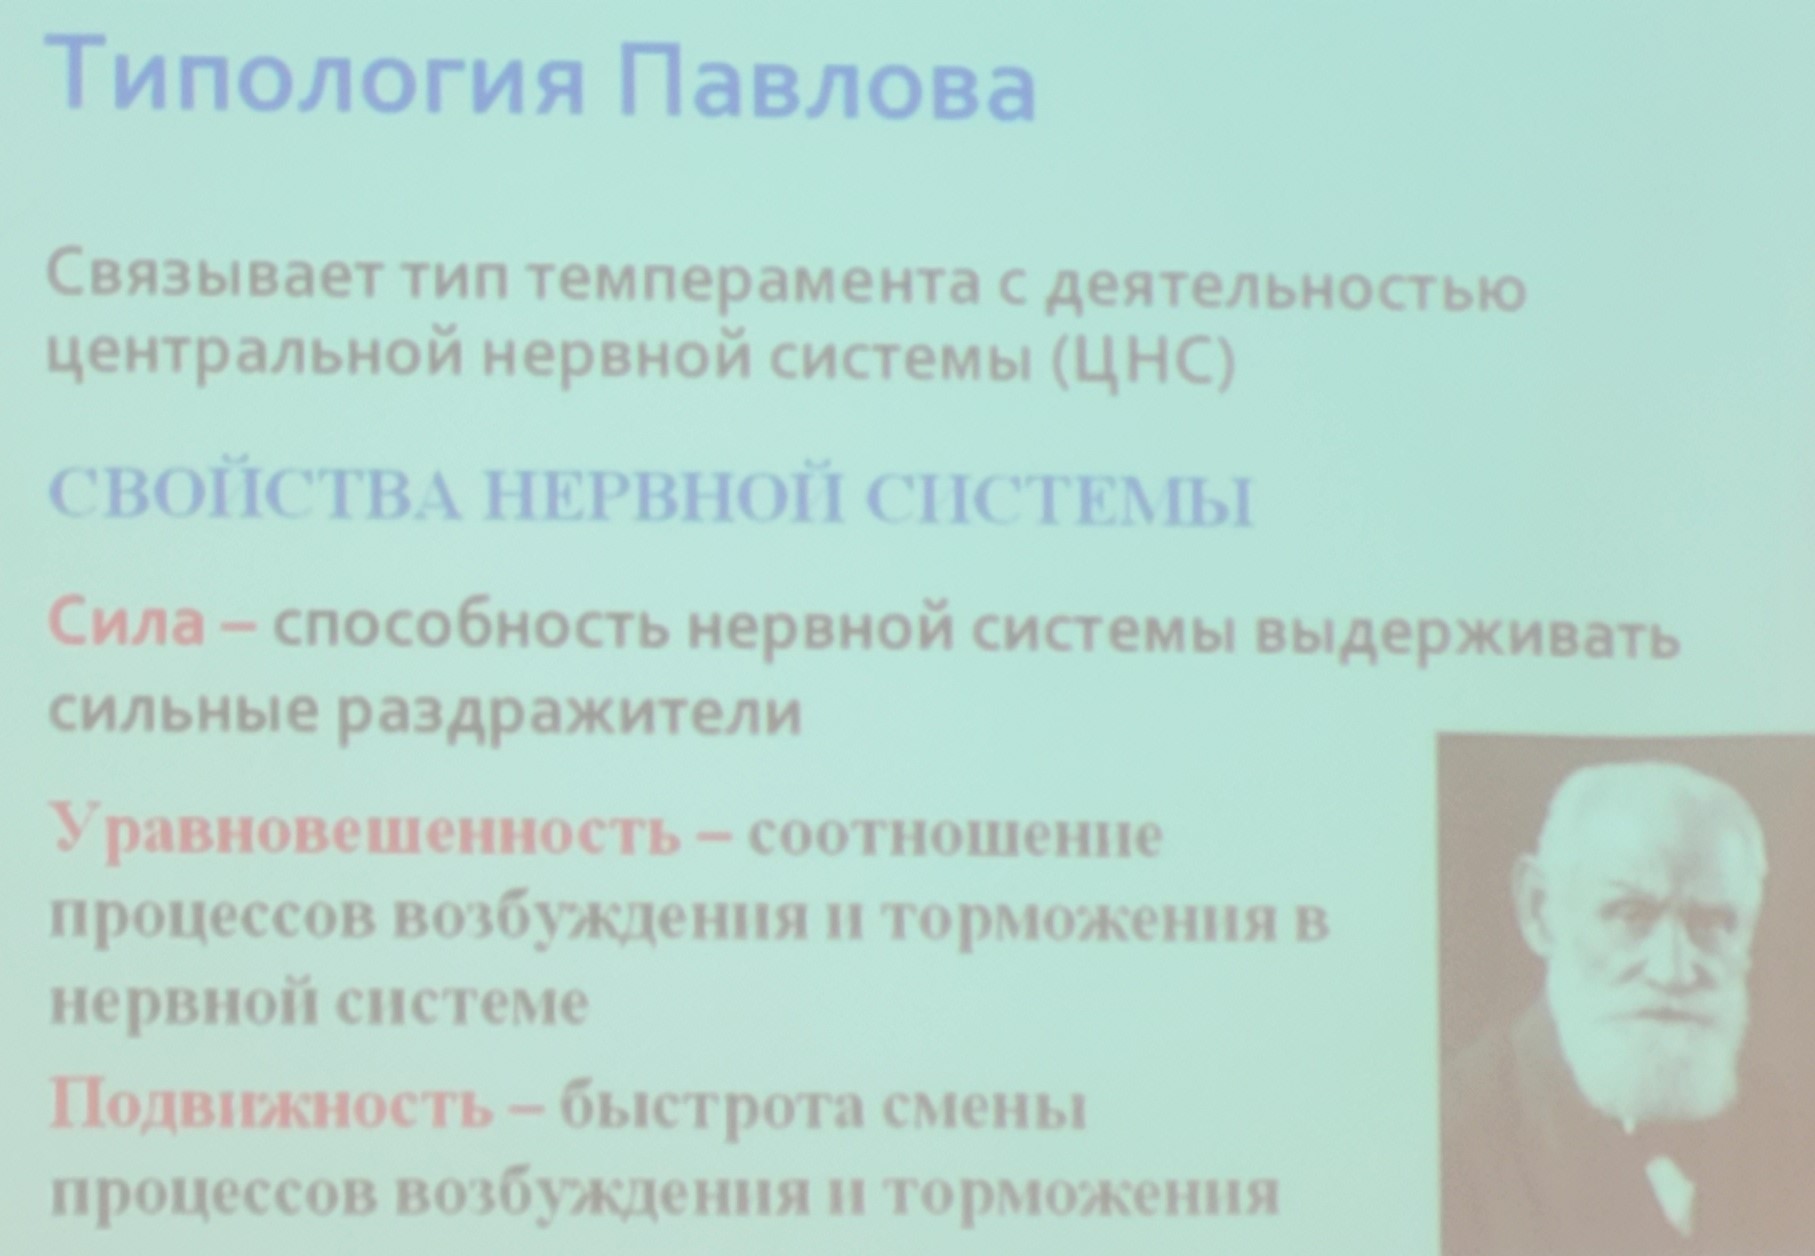 Типология Павлова
Связывает тип темперамента с деятельностью
центральной нервной системы (ЦНС)
СВОЙСТВА НЕРВНОЙ СИСТЕМЫ
Сила – способность нервной системы выдерживать
сильные раздражители
Уравновешенность – соотношение
процессов возбуждения и торможения в
нервной системе
Подвижность – быстрота смены
процессов возбуждения и торможения